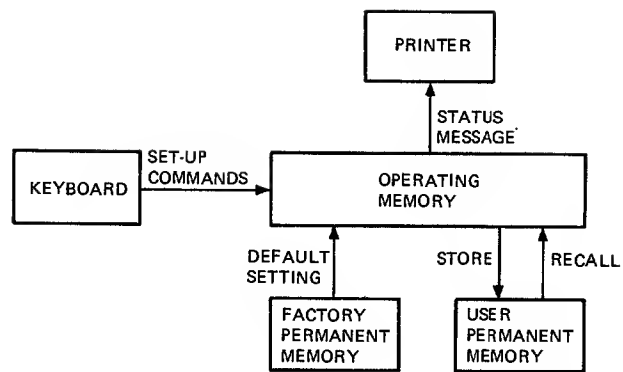 PRINTER
STATUS
MESSAGE
SET-UP
COMMANDS
KEYBOARD
OPERATING
MEMORY
DEFAULT
SETTING
STORE
RECALL
FACTORY
PERMANENT
MEMORY
USER
PERMANENT
MEMORY